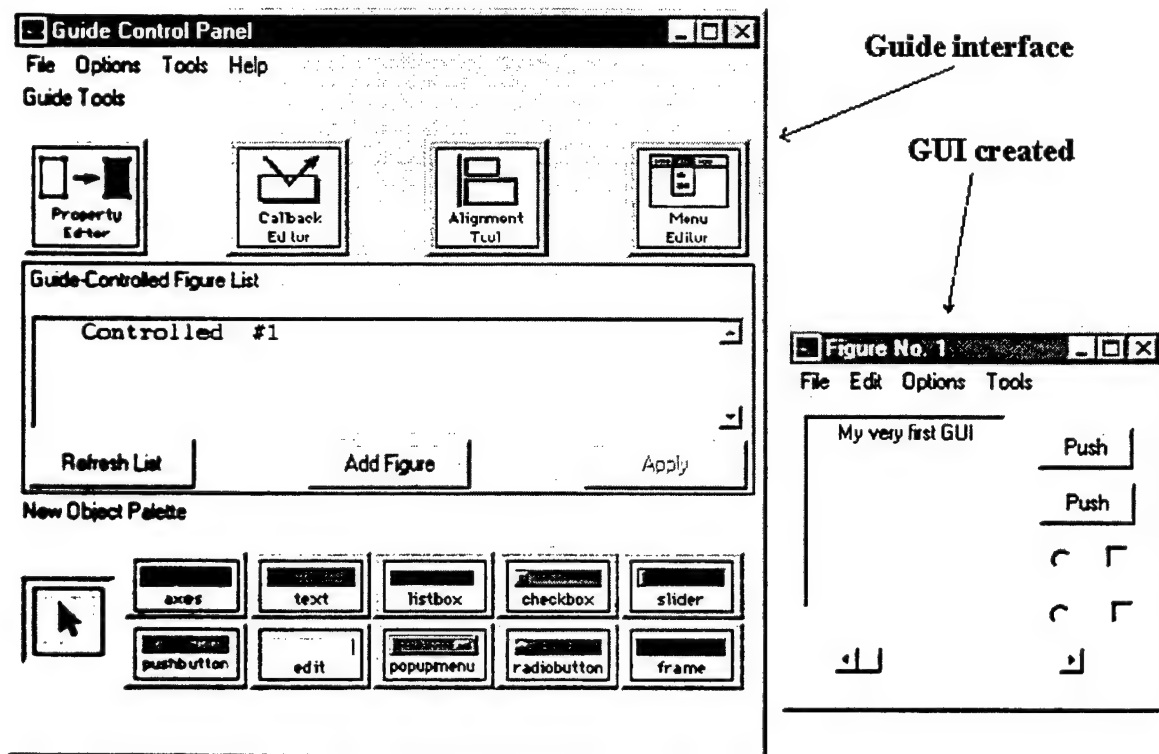 Guide Control Panel
File Options Tools Help
Guide Tools
Property Editor
Callback Editor
Alignment Tool
Menu Editor
Guide-Controlled Figure List
Controlled #1
Refresh List
Add Figure
Apply
New Object Palette
axes
text
listbox
checkbox
slider
pushbutton
edit
popupmenu
radiobutton
frame
Guide interface
GUI created
Figure No. 1
File Edit Options Tools
My very first GUI
Push
Push